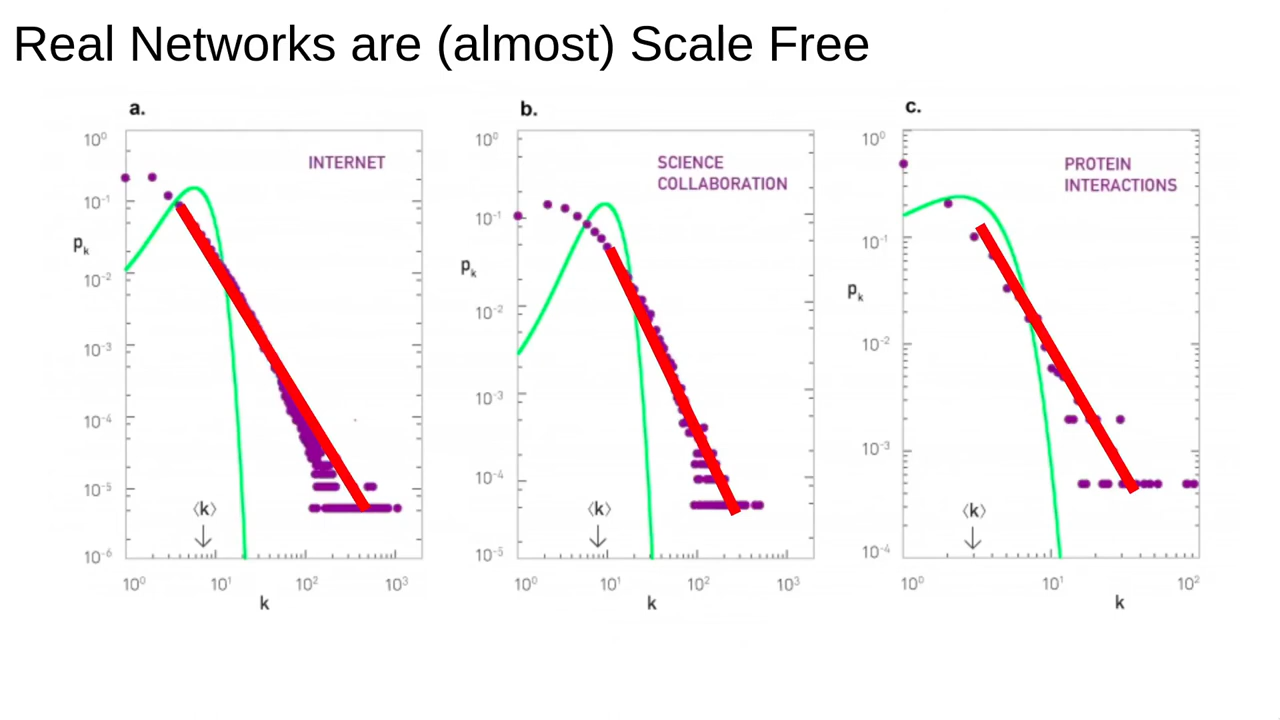 Real Networks are (almost) Scale Free
a.
INTERNET
10⁰
10⁻¹
10⁻²
10⁻³
10⁻⁴
10⁻⁵
10⁻⁶
pₖ
⟨k⟩
10⁰ 10¹ 10² 10³
k
b.
SCIENCE
COLLABORATION
10⁰
10⁻¹
10⁻²
10⁻³
10⁻⁴
10⁻⁵
pₖ
⟨k⟩
10⁰ 10¹ 10² 10³
k
c.
PROTEIN
INTERACTIONS
10⁰
10⁻¹
10⁻²
10⁻³
10⁻⁴
pₖ
⟨k⟩
10⁰ 10¹ 10²
k